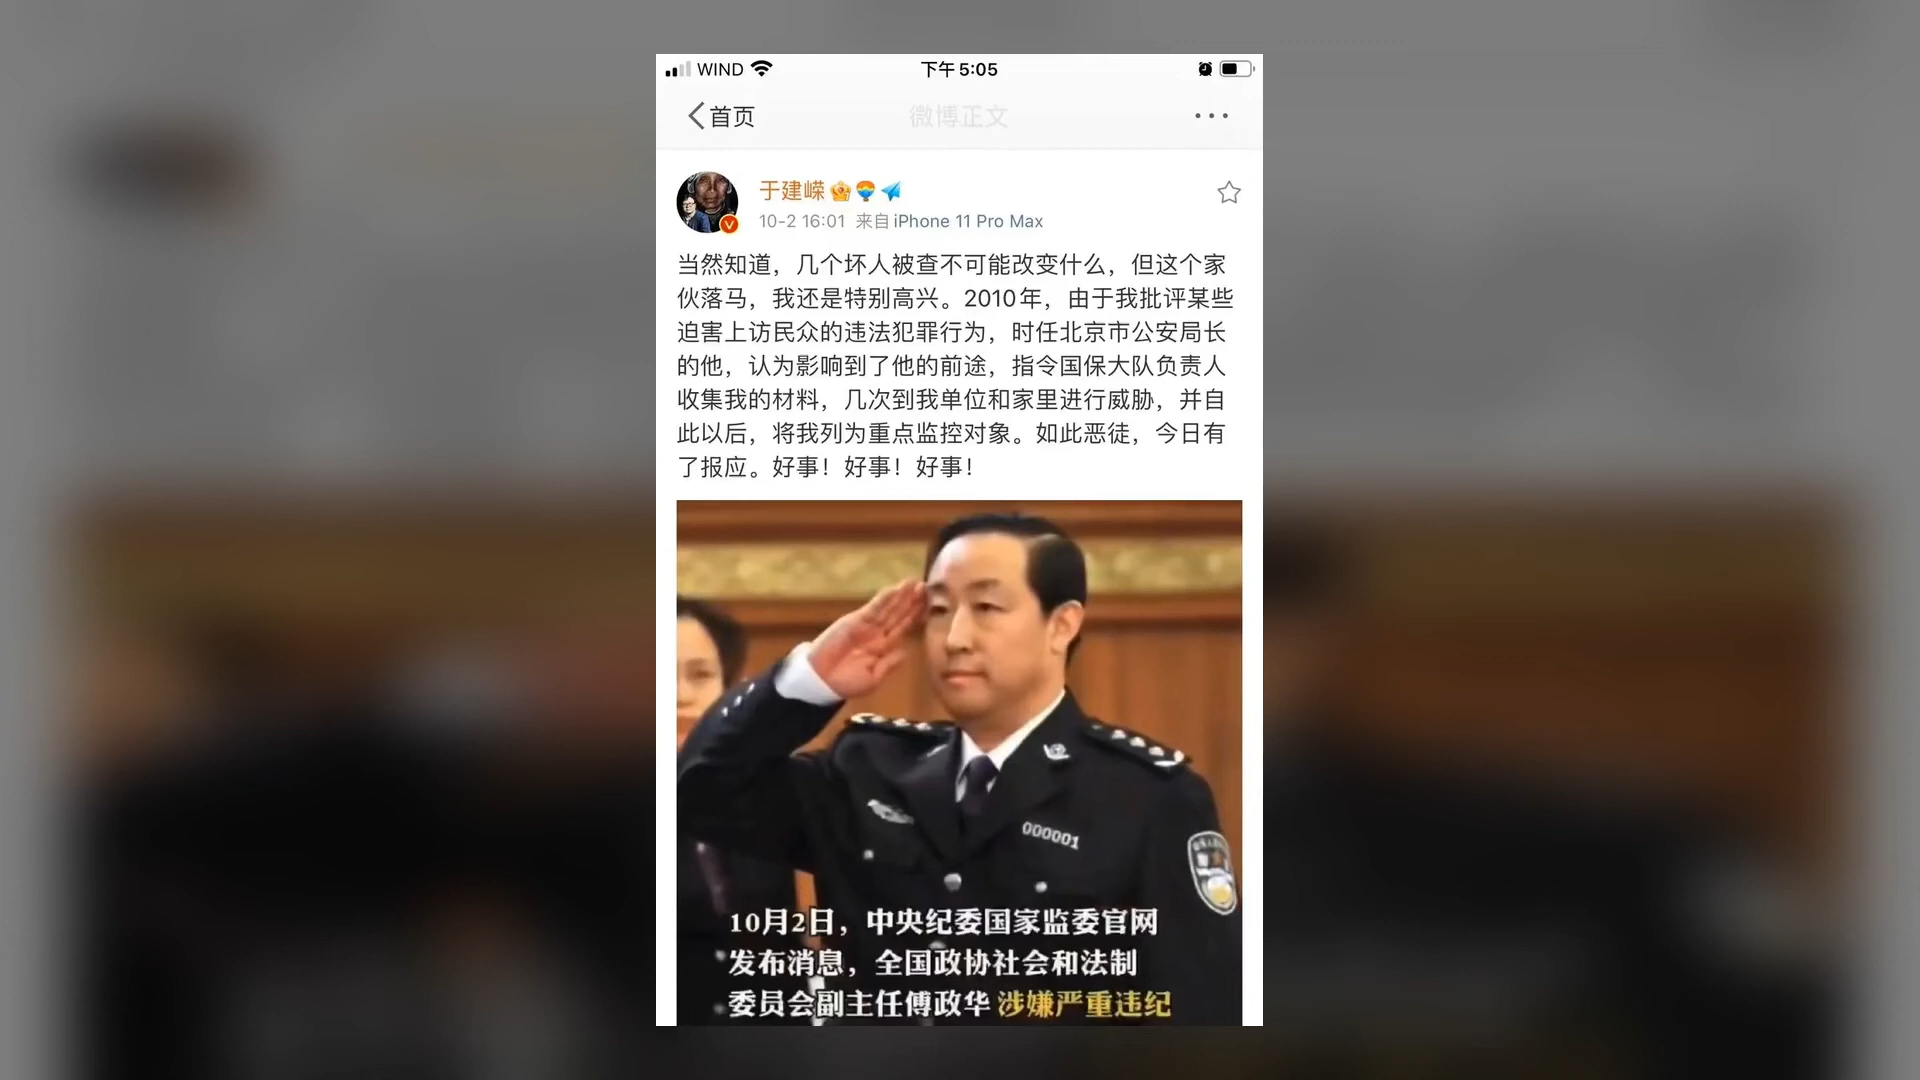 WIND
下午5:05
首页
微博正文
于建嵘
10-2 16:01 来自 iPhone 11 Pro Max
当然知道，几个坏人被查不可能改变什么，但这个家
伙落马，我还是特别高兴。2010年，由于我批评某些
迫害上访民众的违法犯罪行为，时任北京市公安局长
的他，认为影响到了他的前途，指令国保大队负责人
收集我的材料，几次到我单位和家里进行威胁，并自
此以后，将我列为重点监控对象。如此恶徒，今日有
了报应。好事！好事！好事！
000001
10月2日，中央纪委国家监委官网
发布消息，全国政协社会和法制
委员会副主任傅政华涉嫌严重违纪